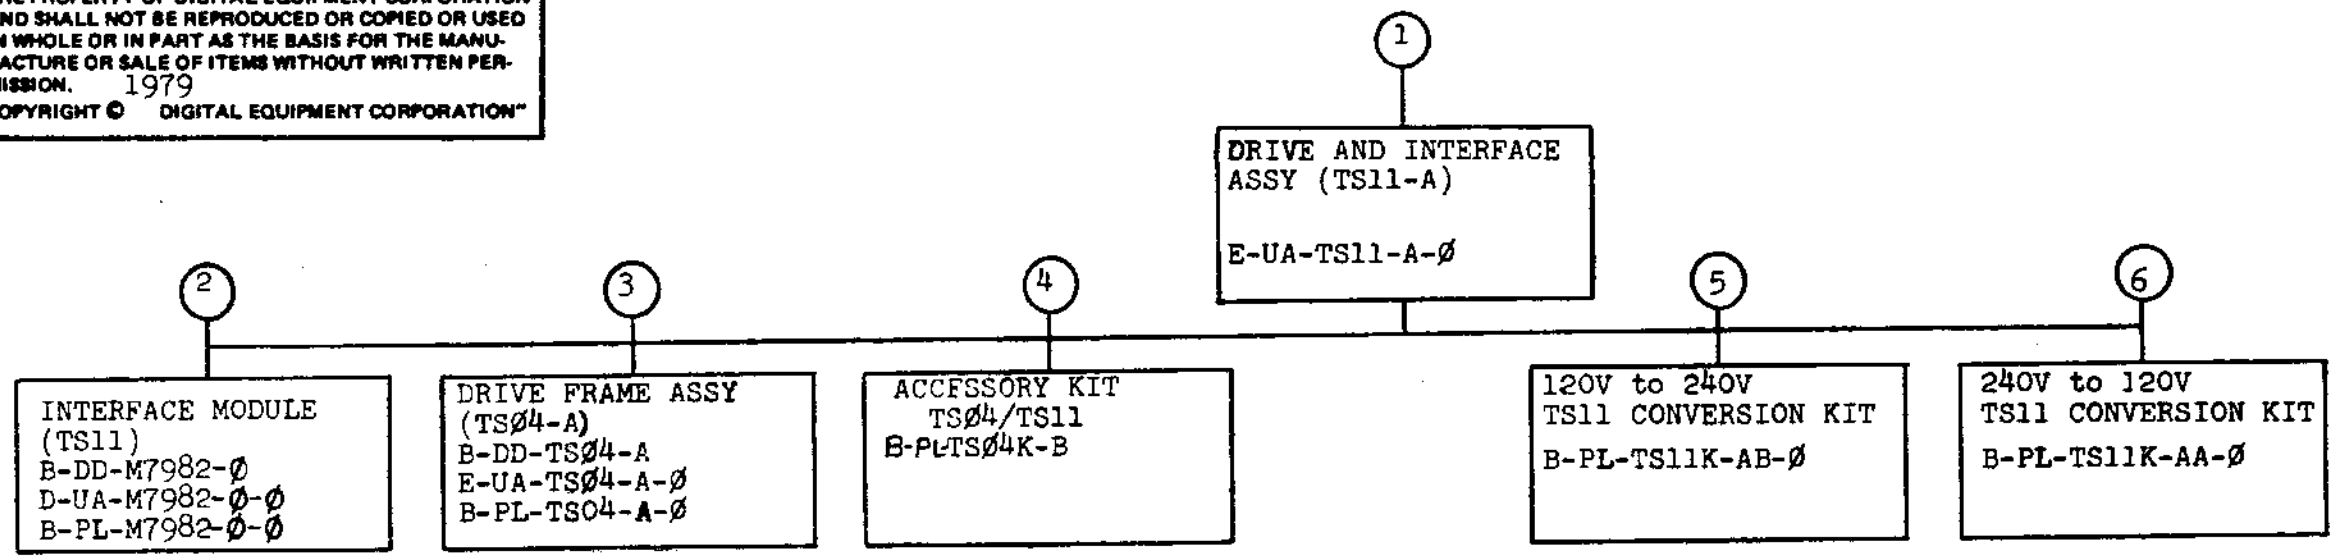 AND SHALL NOT BE REPRODUCED OR COPIED OR USED
WHOLE OR IN PART AS THE BASIS FOR THE MANU-
FACTURE OR SALE OF ITEMS WITHOUT WRITTEN PER-
MISSION. 1979
COPYRIGHT © DIGITAL EQUIPMENT CORPORATION"
1
DRIVE AND INTERFACE
ASSY (TS11-A)
E-UA-TS11-A-Ø
2
INTERFACE MODULE
(TS11)
B-DD-M7982-Ø
D-UA-M7982-Ø-Ø
B-PL-M7982-Ø-Ø
3
DRIVE FRAME ASSY
(TSØ4-A)
B-DD-TSØ4-A
E-UA-TSØ4-A-Ø
B-PL-TSO4-A-Ø
4
ACCFSSORY KIT
TSØ4/TS11
B-PL-TSØ4K-B
5
120V to 240V
TS11 CONVERSION KIT
B-PL-TS11K-AB-Ø
6
240V to 120V
TS11 CONVERSION KIT
B-PL-TS11K-AA-Ø